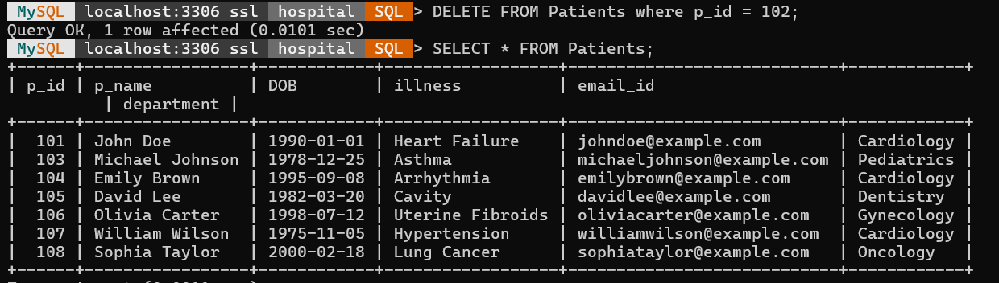 MySQL localhost:3306 ssl hospital SQL > DELETE FROM Patients where p_id = 102;
Query OK, 1 row affected (0.0101 sec)
MySQL localhost:3306 ssl hospital SQL > SELECT * FROM Patients;
+------+-----------------+------------+------------------+----------------------------+------------+
| p_id | p_name          | DOB        | illness          | email_id
          | department |
+------+-----------------+------------+------------------+----------------------------+------------+
|  101 | John Doe        | 1990-01-01 | Heart Failure    | johndoe@example.com        | Cardiology |
|  103 | Michael Johnson | 1978-12-25 | Asthma           | michaeljohnson@example.com | Pediatrics |
|  104 | Emily Brown     | 1995-09-08 | Arrhythmia       | emilybrown@example.com     | Cardiology |
|  105 | David Lee       | 1982-03-20 | Cavity           | davidlee@example.com       | Dentistry  |
|  106 | Olivia Carter   | 1998-07-12 | Uterine Fibroids | oliviacarter@example.com   | Gynecology |
|  107 | William Wilson  | 1975-11-05 | Hypertension     | williamwilson@example.com  | Cardiology |
|  108 | Sophia Taylor   | 2000-02-18 | Lung Cancer      | sophiataylor@example.com   | Oncology   |
+------+-----------------+------------+------------------+----------------------------+------------+